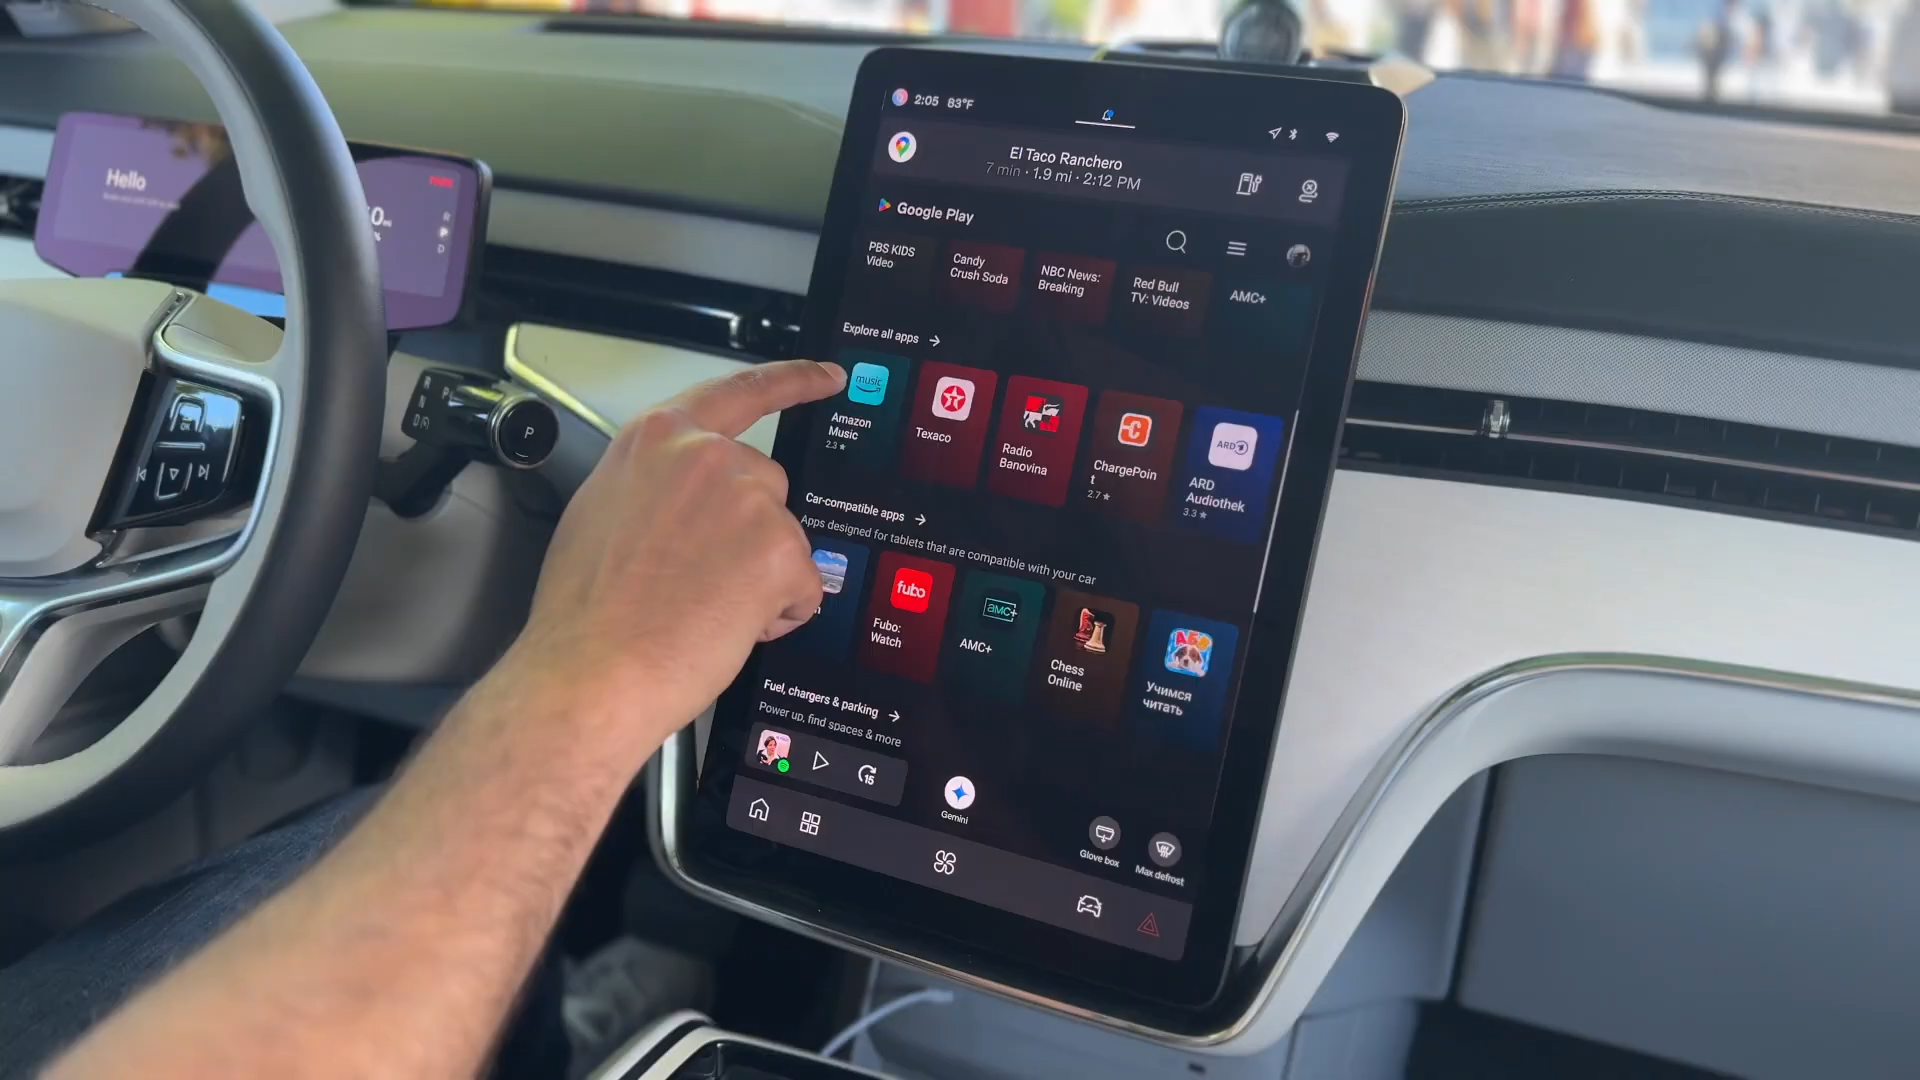 2:05 83°F
El Taco Ranchero
7 min · 1.9 mi · 2:12 PM
Google Play
PBS KIDS
Video
Candy
Crush Soda
NBC News:
Breaking
Red Bull
TV: Videos
AMC+
Explore all apps →
music
Amazon
Music
2.3 ★
Texaco
Radio
Banovina
ChargePoin
t
2.7 ★
ARD
ARD
Audiothek
3.3 ★
Car-compatible apps →
Apps designed for tablets that are compatible with your car
fubo
Fubo:
Watch
aMC+
AMC+
Chess
Online
АБВ
Учимся
читать
Fuel, chargers & parking →
Power up, find spaces & more
15
Gemini
Glove box
Max defrost
Hello
R
P
D
R
N
D
P
P
OK